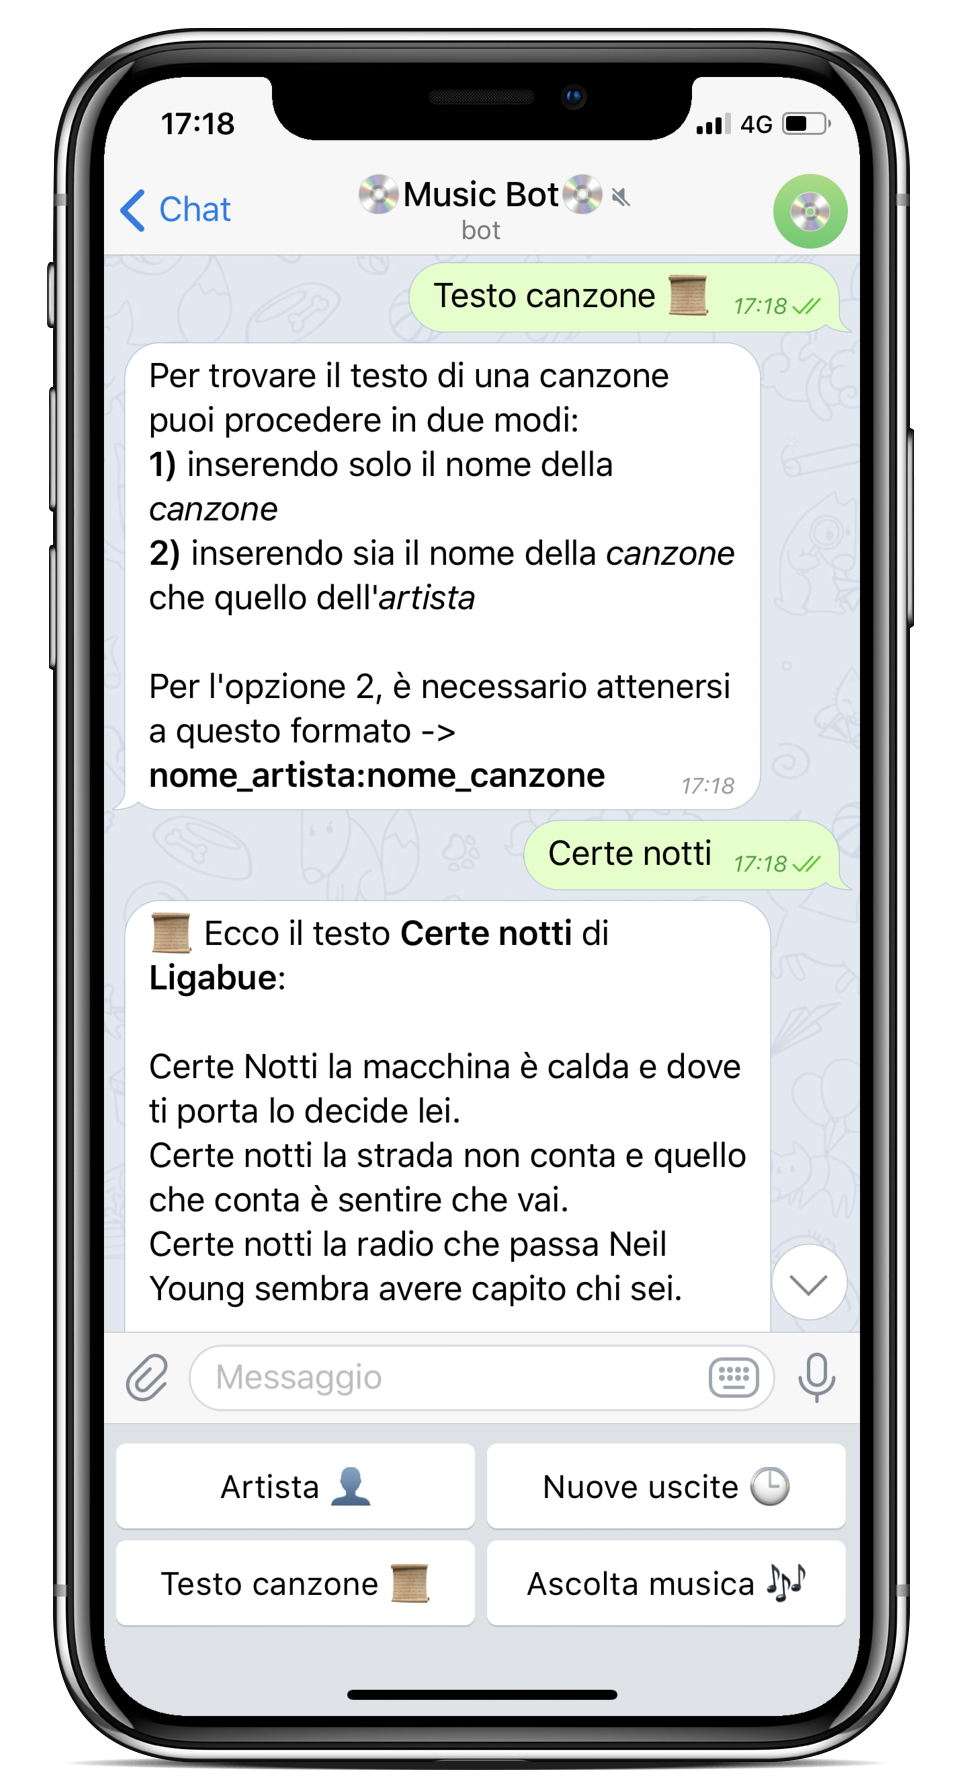 17:18
4G
Chat
Music Bot
bot
Testo canzone
17:18
Per trovare il testo di una canzone
puoi procedere in due modi:
1) inserendo solo il nome della
canzone
2) inserendo sia il nome della canzone
che quello dell'artista
Per l'opzione 2, è necessario attenersi
a questo formato ->
nome_artista:nome_canzone
17:18
Certe notti
17:18
Ecco il testo Certe notti di
Ligabue:
Certe Notti la macchina è calda e dove
ti porta lo decide lei.
Certe notti la strada non conta e quello
che conta è sentire che vai.
Certe notti la radio che passa Neil
Young sembra avere capito chi sei.
Messaggio
Artista
Nuove uscite
Testo canzone
Ascolta musica